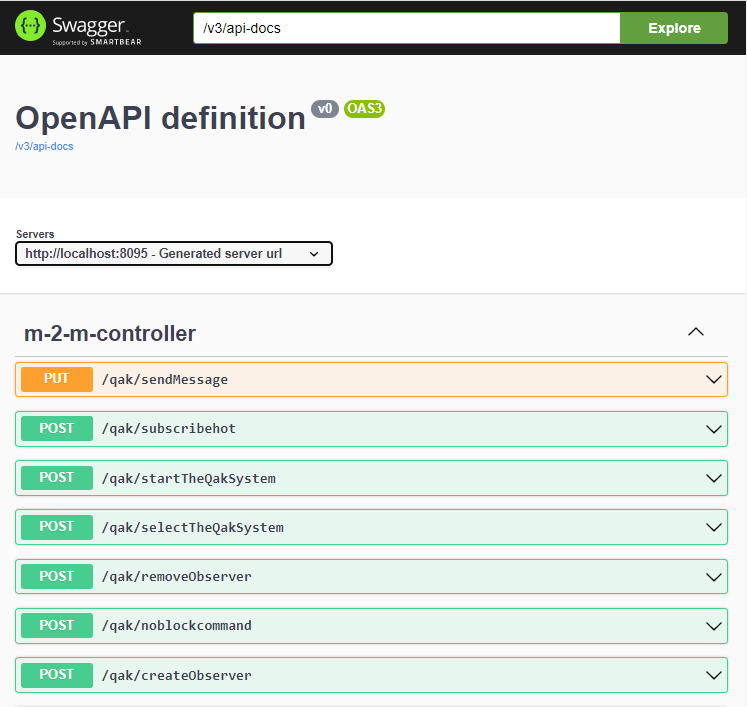 Swagger
Supported by SMARTBEAR
/v3/api-docs
Explore
OpenAPI definition v0 OAS3
/v3/api-docs
Servers
http://localhost:8095 - Generated server url
m-2-m-controller
PUT /qak/sendMessage
POST /qak/subscribehot
POST /qak/startTheQakSystem
POST /qak/selectTheQakSystem
POST /qak/removeObserver
POST /qak/noblockcommand
POST /qak/createObserver